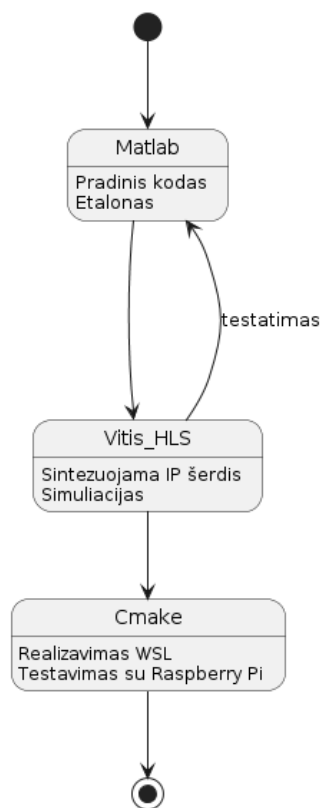 Matlab
Pradinis kodas
Etalonas
testatimas
Vitis_HLS
Sintezuojama IP šerdis
Simuliacijas
Cmake
Realizavimas WSL
Testavimas su Raspberry Pi